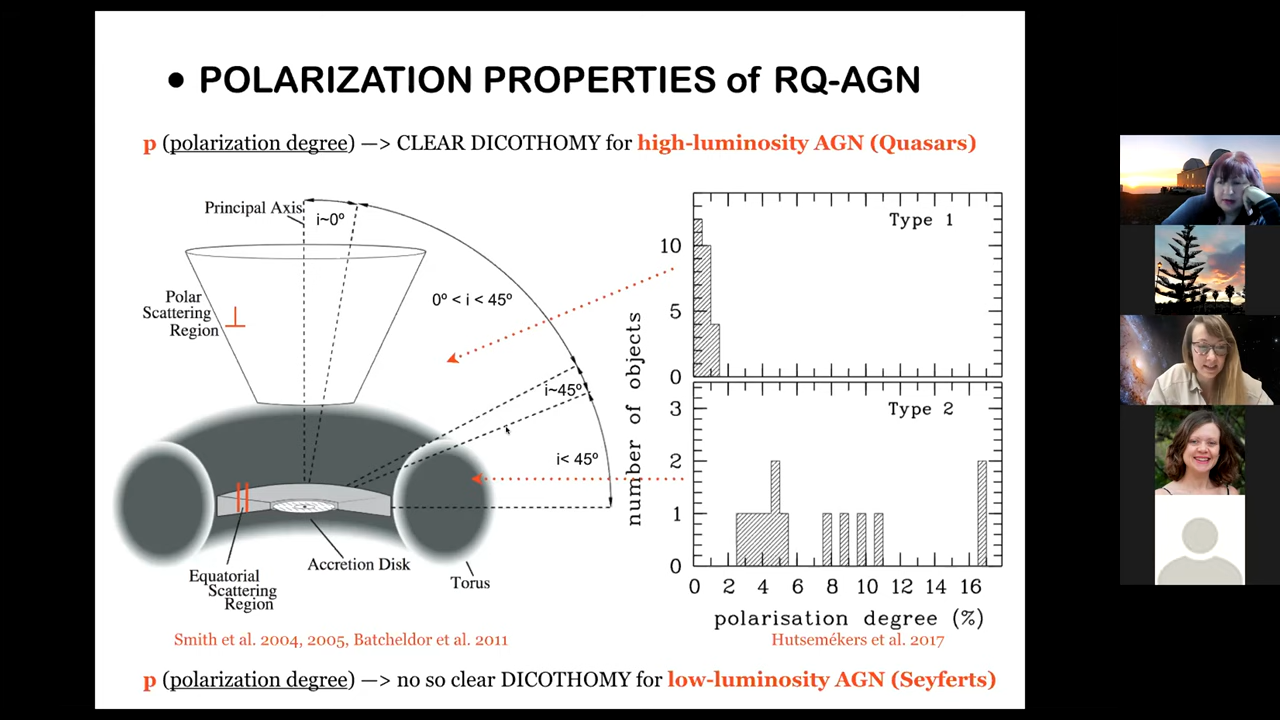 • POLARIZATION PROPERTIES of RQ-AGN
p (polarization degree) —> CLEAR DICOTHOMY for high-luminosity AGN (Quasars)
Principal Axis
i~0º
0º < i < 45º
Polar
Scattering
Region
⊥
i~45º
i< 45º
||
Equatorial
Scattering
Region
Accretion Disk
Torus
Smith et al. 2004, 2005, Batcheldor et al. 2011
number of objects
Type 1
10
5
0
Type 2
3
2
1
0
0 2 4 6 8 10 12 14 16
polarisation degree (%)
Hutsemékers et al. 2017
p (polarization degree) —> no so clear DICOTHOMY for low-luminosity AGN (Seyferts)